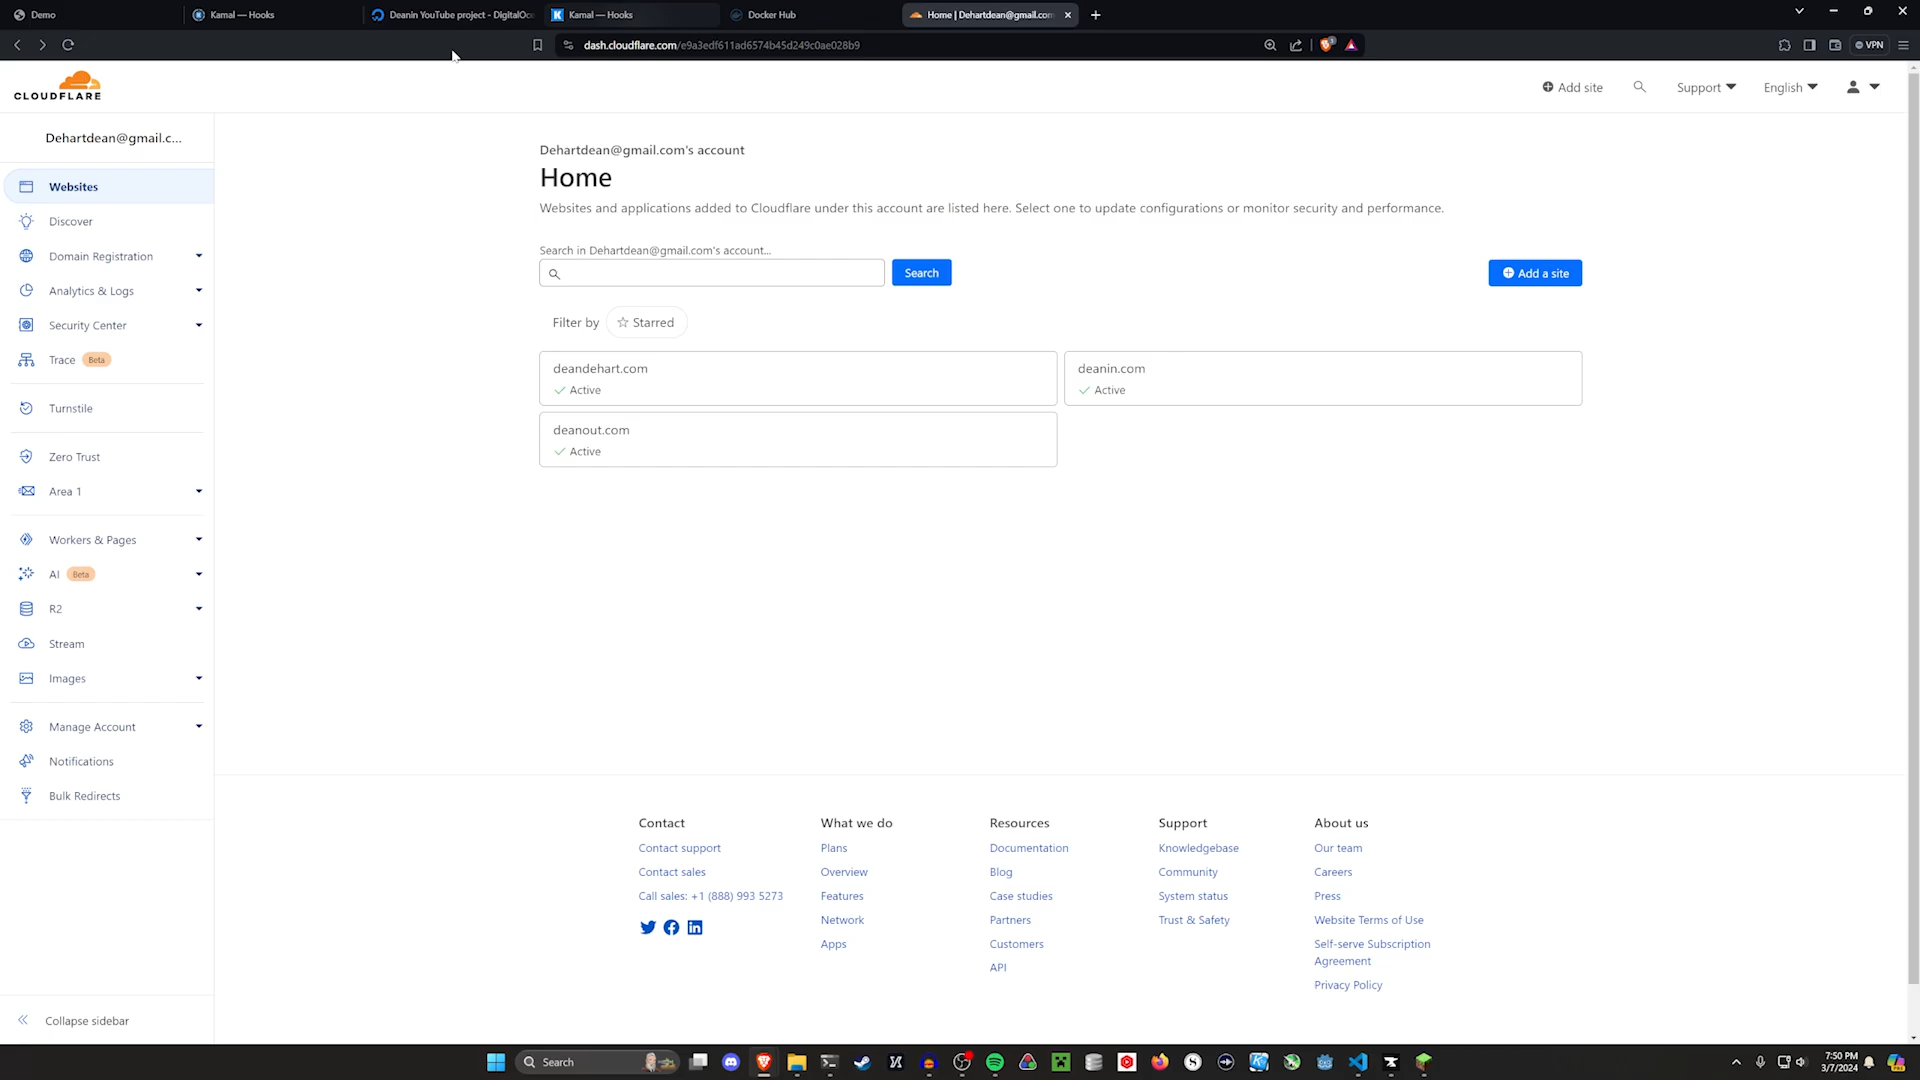 Demo
Kamal — Hooks
Deanin YouTube project - DigitalOc
Kamal — Hooks
Docker Hub
Home | Dehartdean@gmail.com
dash.cloudflare.com/e9a3edf611ad6574b45d249c0ae028b9
VPN
CLOUDFLARE
Add site
Support
English
Dehartdean@gmail.c...
Websites
Discover
Domain Registration
Analytics & Logs
Security Center
Trace Beta
Turnstile
Zero Trust
Area 1
Workers & Pages
AI Beta
R2
Stream
Images
Manage Account
Notifications
Bulk Redirects
Collapse sidebar
Dehartdean@gmail.com's account
Home
Websites and applications added to Cloudflare under this account are listed here. Select one to update configurations or monitor security and performance.
Search in Dehartdean@gmail.com's account...
Search
Add a site
Filter by
Starred
deandehart.com
Active
deanin.com
Active
deanout.com
Active
Contact
Contact support
Contact sales
Call sales: +1 (888) 993 5273
What we do
Plans
Overview
Features
Network
Apps
Resources
Documentation
Blog
Case studies
Partners
Customers
API
Support
Knowledgebase
Community
System status
Trust & Safety
About us
Our team
Careers
Press
Website Terms of Use
Self-serve Subscription
Agreement
Privacy Policy
Search
7:50 PM
3/7/2024